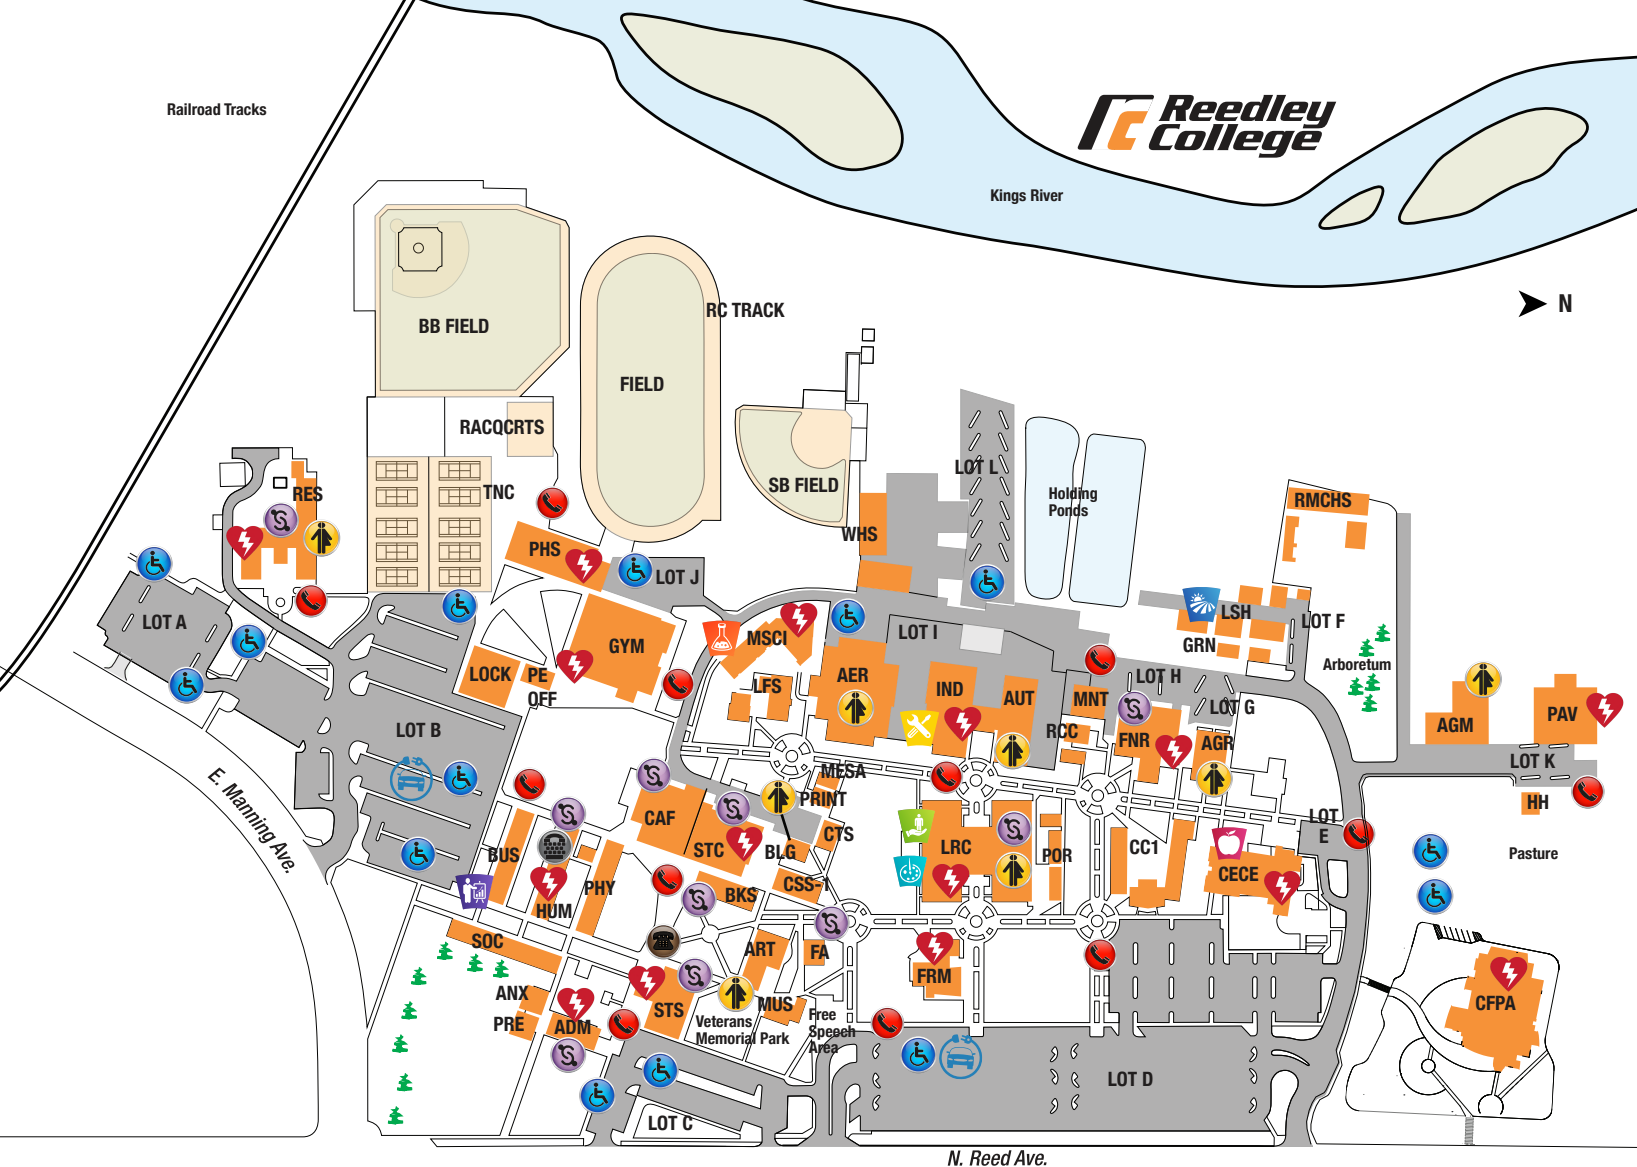 Railroad Tracks
Reedley
College
Kings River
N
BB FIELD
RC TRACK
FIELD
RACQCRTS
TNC
SB FIELD
LOT L
Holding
Ponds
RES
RMCHS
WHS
PHS
LOT J
LOT A
LSH
LOT F
GRN
LOT I
MSCI
GYM
Arboretum
LOCK
PE
OFF
LFS
AER
IND
AUT
MNT
LOT H
LOT G
RCC
FNR
AGR
AGM
PAV
LOT B
LOT K
E. Manning Ave.
MESA
PRINT
HH
CAF
CTS
LOT
E
STC
BLG
LRC
POR
CC1
CECE
Pasture
BUS
PHY
CSS-1
BKS
HUM
SOC
ART
FA
FRM
ANX
PRE
ADM
STS
MUS
CFPA
Veterans
Memorial Park
Free
Speech
Area
LOT D
LOT C
N. Reed Ave.